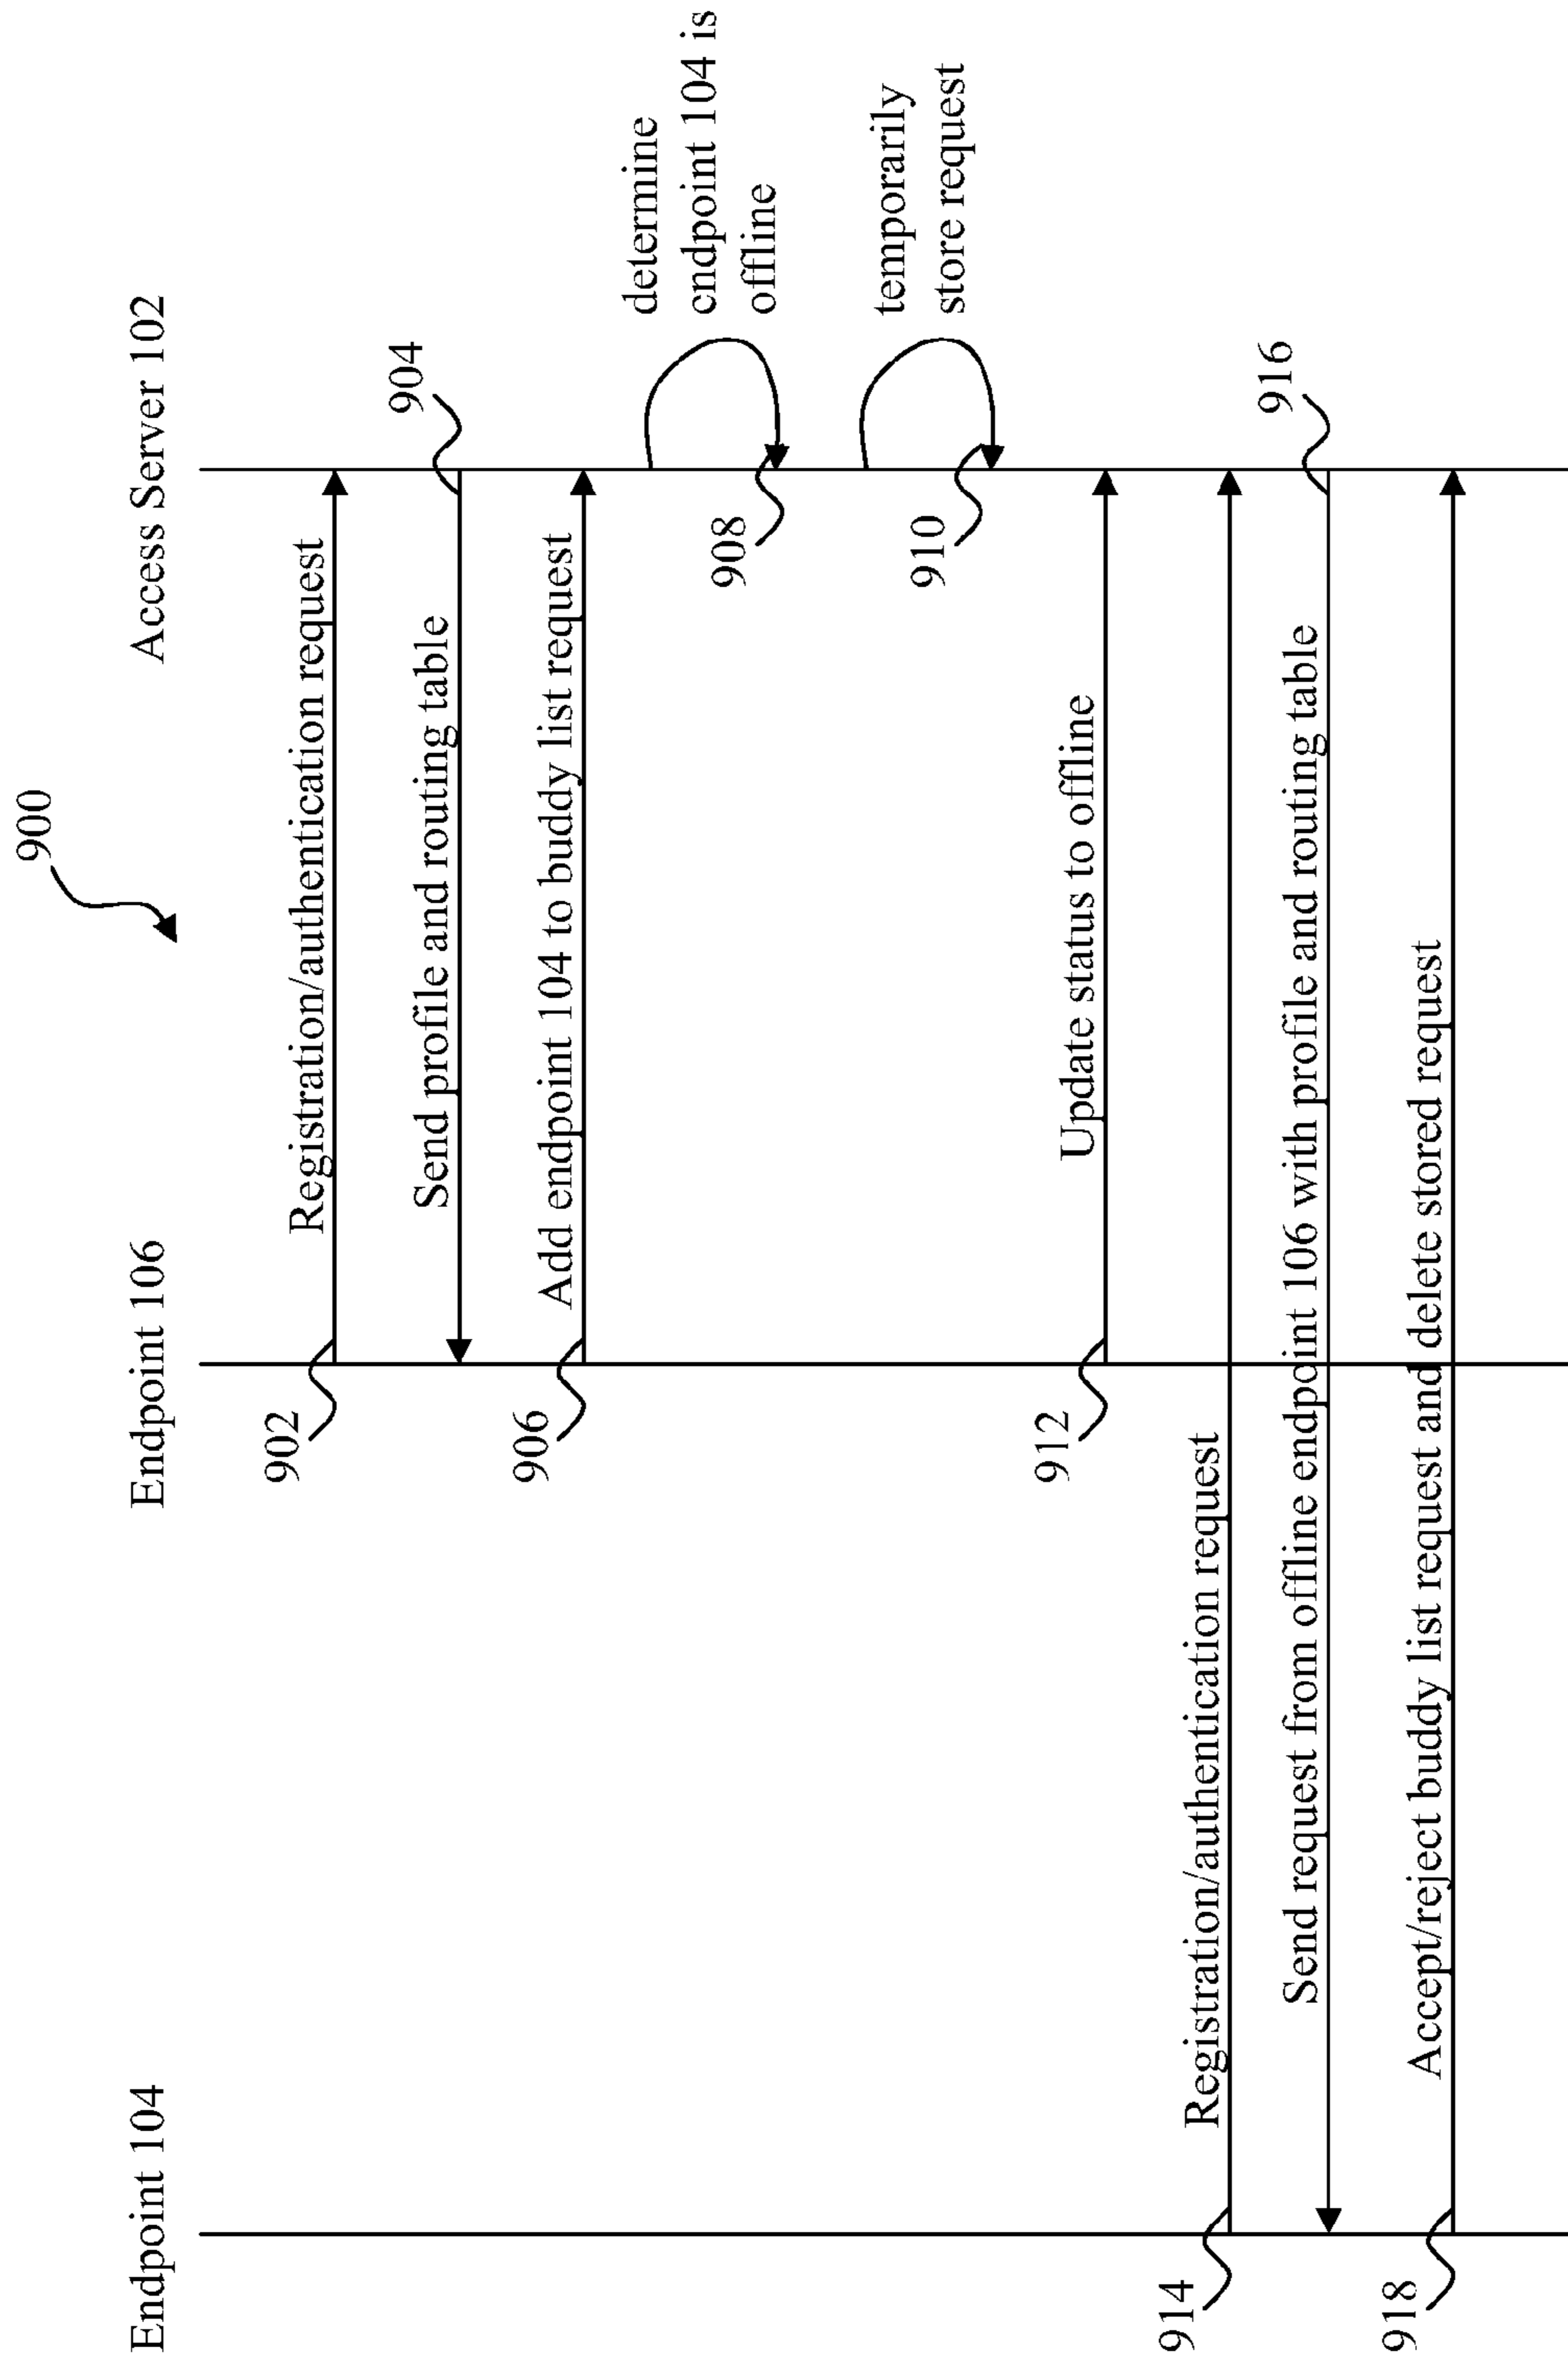 900
Endpoint 104
Endpoint 106
Access Server 102
902
Registration/authentication request
Send profile and routing table
904
906
Add endpoint 104 to buddy list request
determine
endpoint 104 is
offline
908
temporarily
store request
910
912
Update status to offline
914
Registration/authentication request
Send request from offline endpoint 106 with profile and routing table
916
918
Accept/reject buddy list request and delete stored request